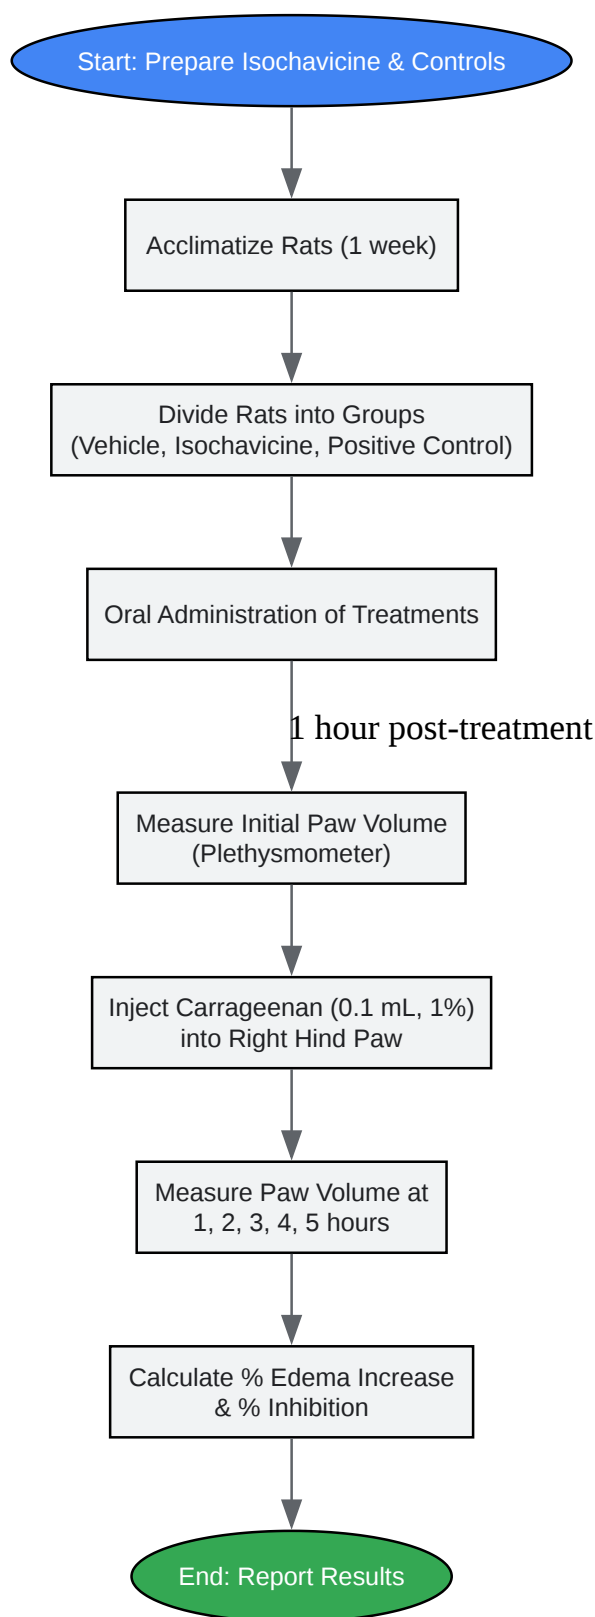 Start: Prepare Isochavicine & Controls
Acclimatize Rats (1 week)
Divide Rats into Groups
(Vehicle, Isochavicine, Positive Control)
Oral Administration of Treatments
1 hour post-treatment
Measure Initial Paw Volume
(Plethysmometer)
Inject Carrageenan (0.1 mL, 1%)
into Right Hind Paw
Measure Paw Volume at
1, 2, 3, 4, 5 hours
Calculate % Edema Increase
& % Inhibition
End: Report Results